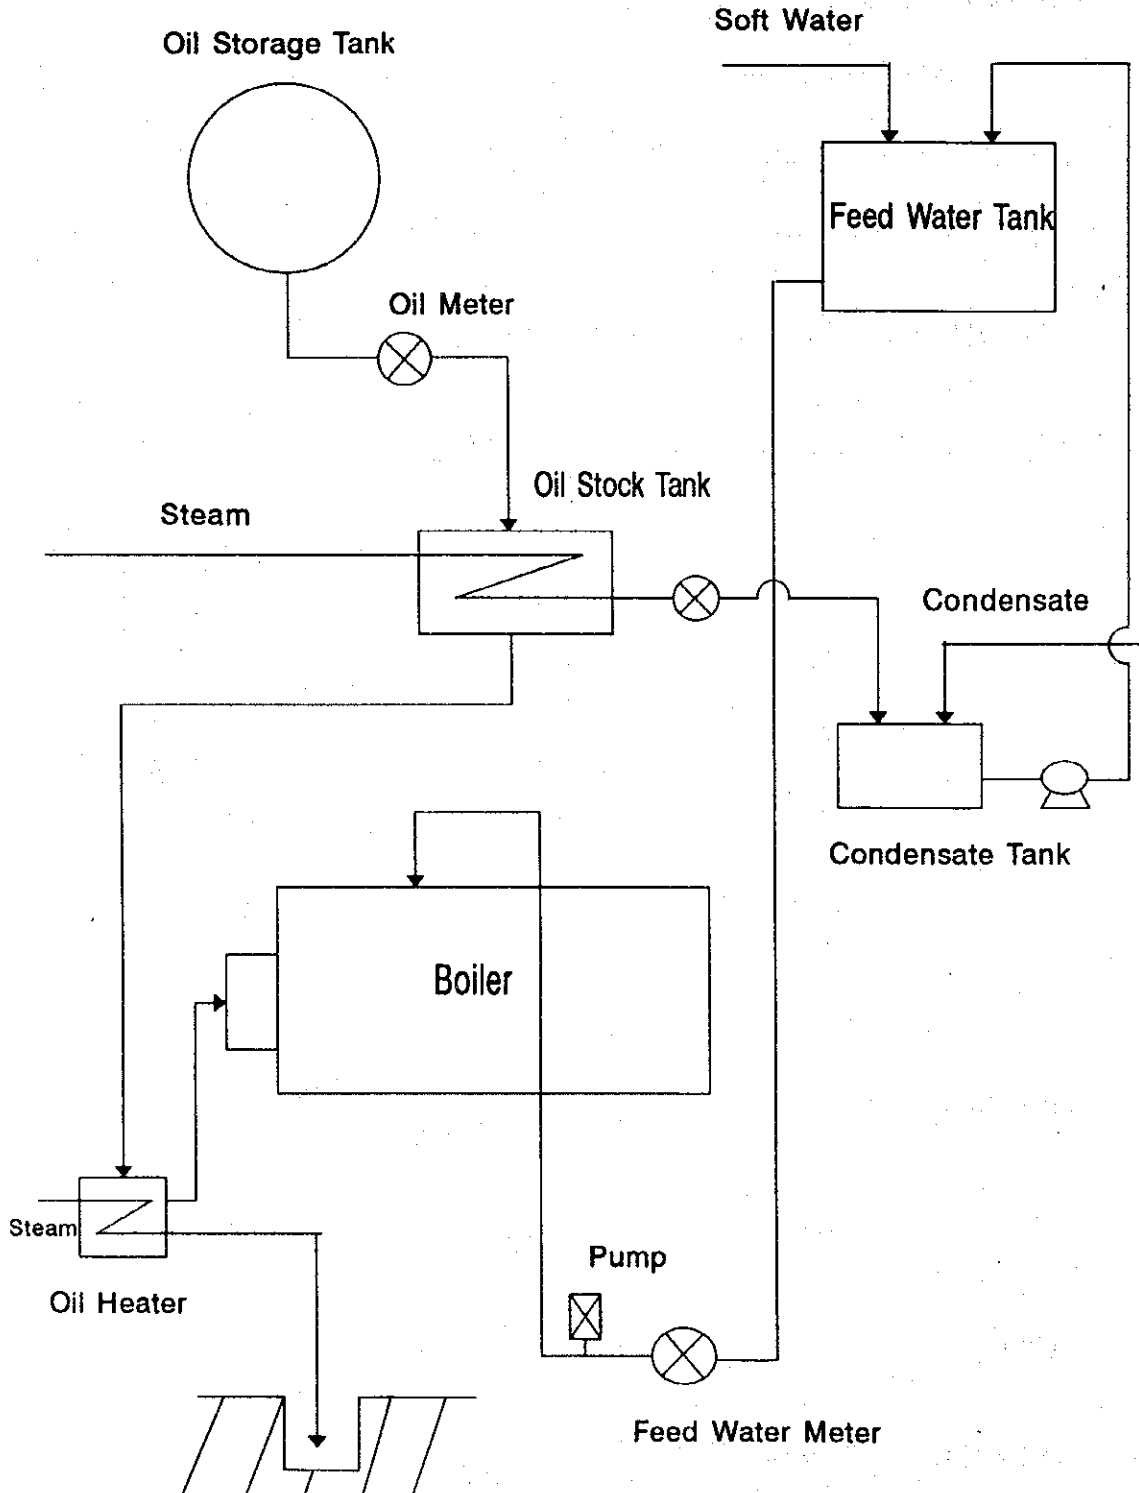 Soft Water
Oil Storage Tank
Feed Water Tank
Oil Meter
Oil Stock Tank
Steam
Condensate
Condensate Tank
Boiler
Steam
Pump
Oil Heater
Feed Water Meter